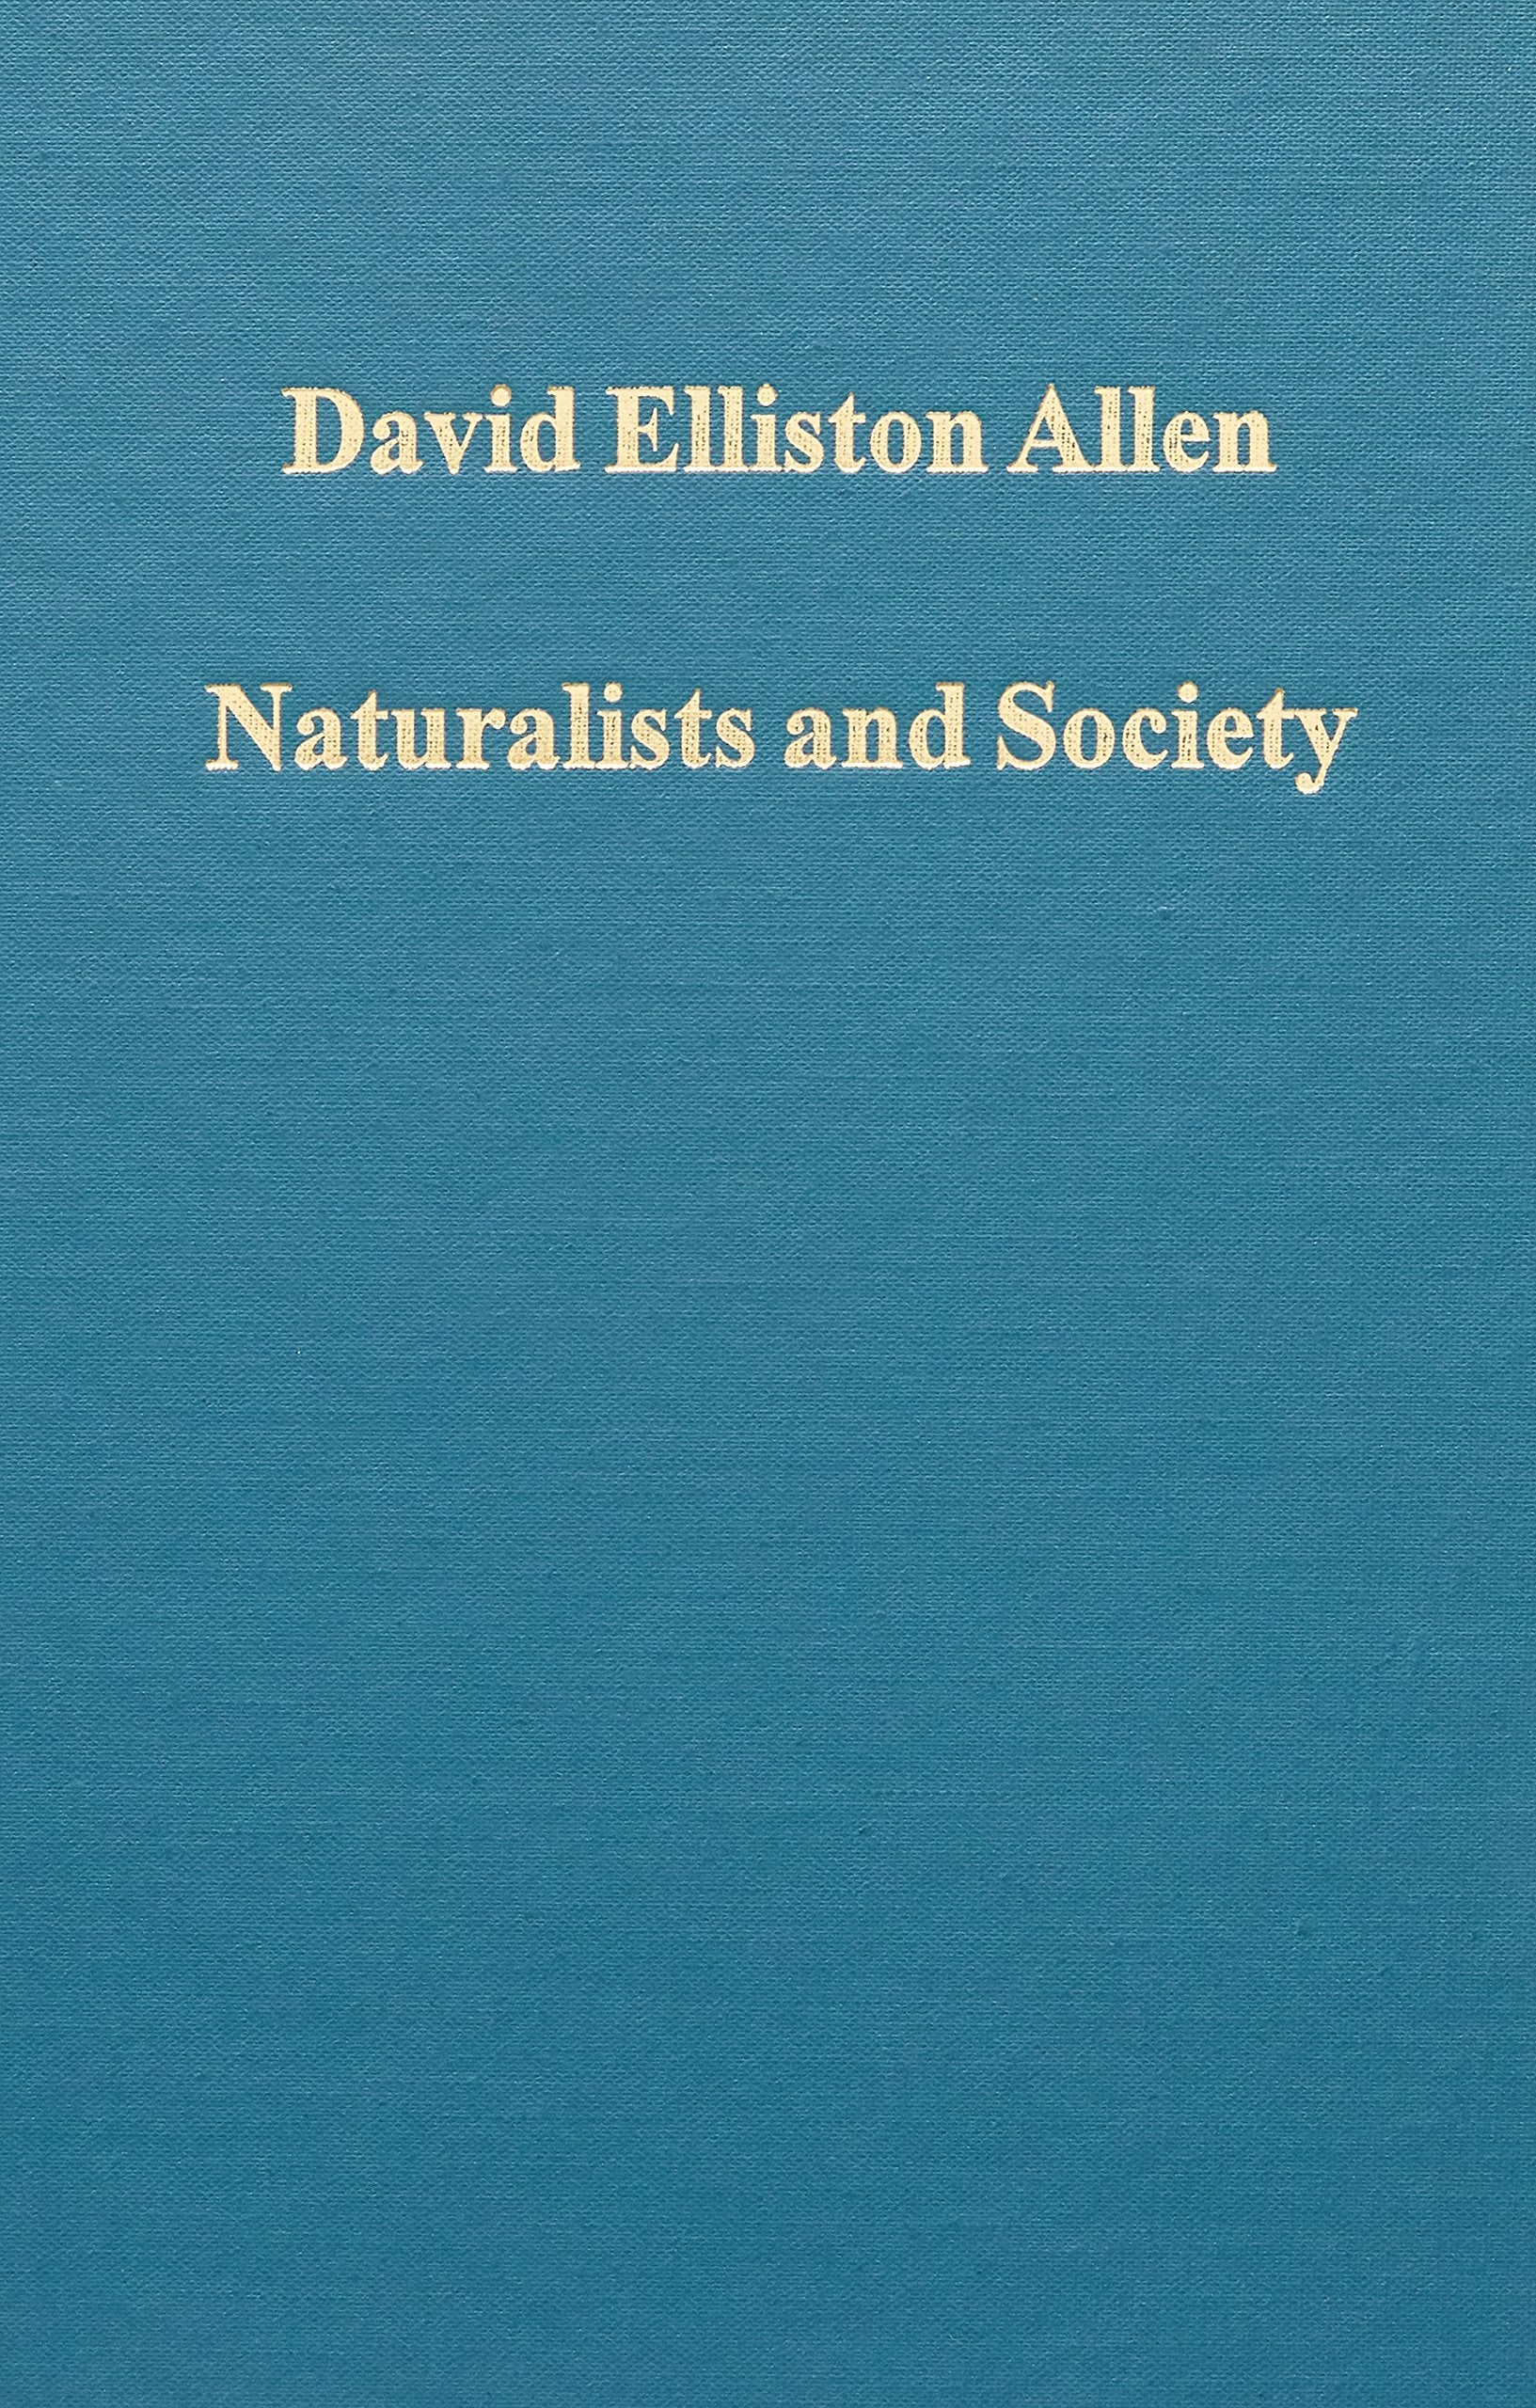 David Elliston Allen
Naturalists and Society